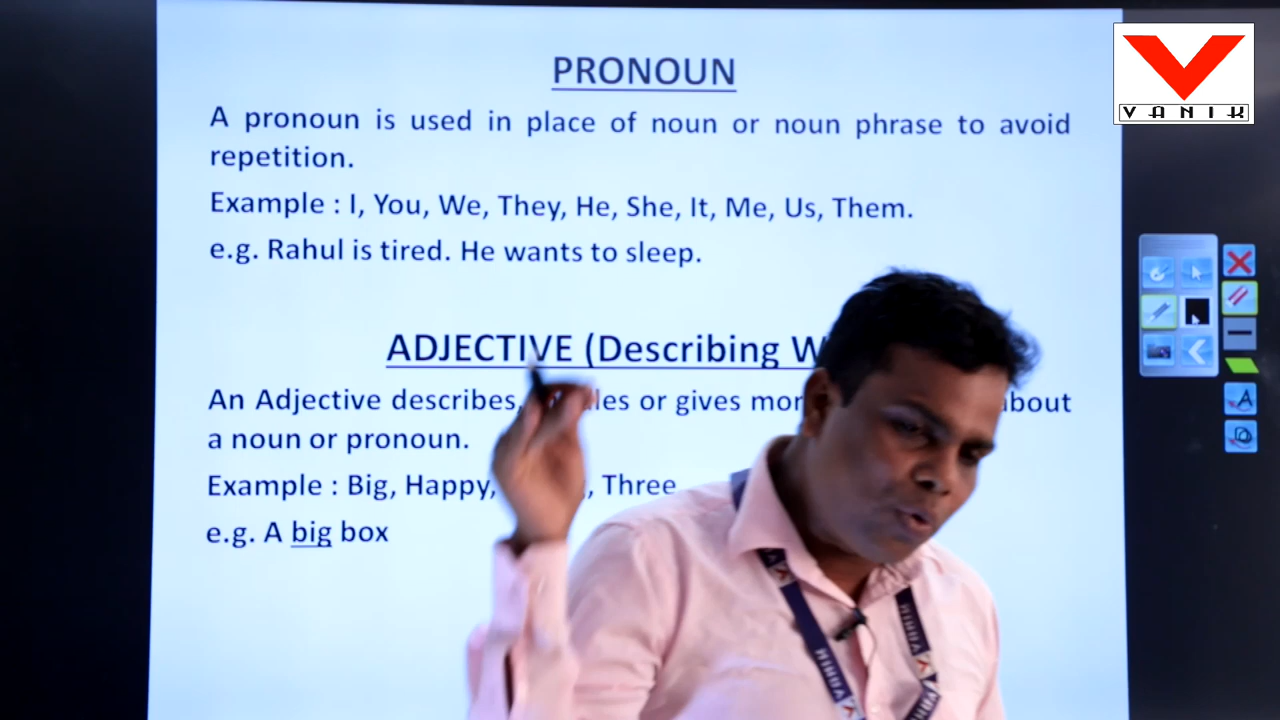 PRONOUN
VANIK
A pronoun is used in place of noun or noun phrase to avoid
repetition.
Example : I, You, We, They, He, She, It, Me, Us, Them.
e.g. Rahul is tired. He wants to sleep.
ADJECTIVE (Describing W
An Adjective describes, or gives about
a noun or pronoun.
Example : Big, Happy, Three
e.g. A big box